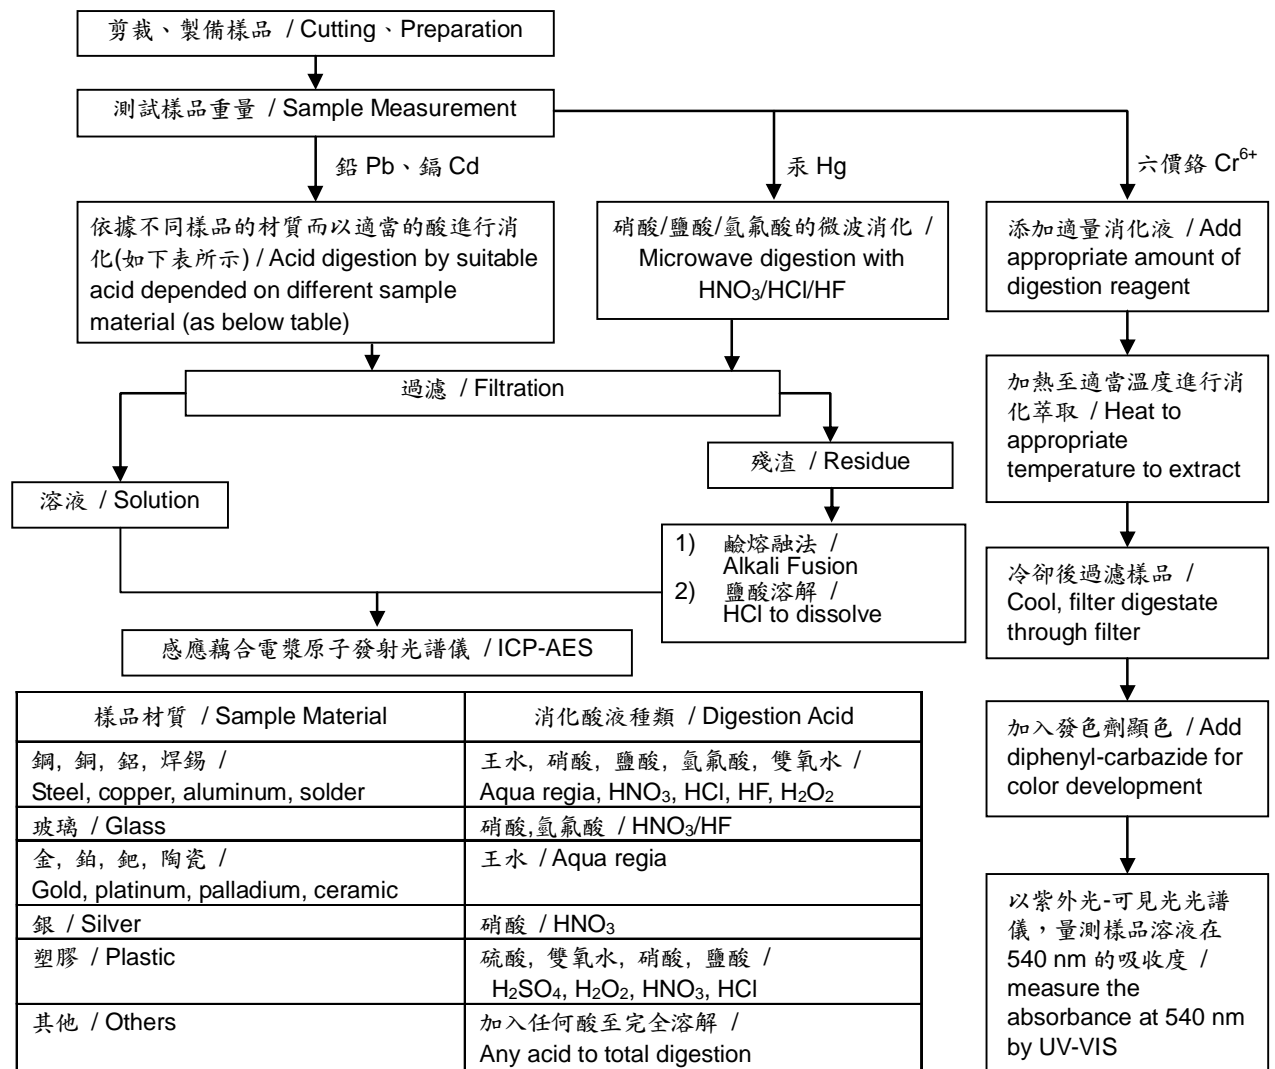 剪裁、製備樣品 / Cutting、Preparation
測試樣品重量 / Sample Measurement
鉛 Pb、鎘 Cd
汞 Hg
六價鉻 Cr⁶⁺
依據不同樣品的材質而以適當的酸進行消
化(如下表所示) / Acid digestion by suitable
acid depended on different sample
material (as below table)
硝酸/鹽酸/氫氟酸的微波消化 /
Microwave digestion with
HNO₃/HCl/HF
添加適量消化液 / Add
appropriate amount of
digestion reagent
過濾 / Filtration
加熱至適當溫度進行消
化萃取 / Heat to
appropriate
temperature to extract
溶液 / Solution
殘渣 / Residue
1) 鹼熔融法 /
Alkali Fusion
2) 鹽酸溶解 /
HCl to dissolve
冷卻後過濾樣品 /
Cool, filter digestate
through filter
感應藕合電漿原子發射光譜儀 / ICP-AES
加入發色劑顯色 / Add
diphenyl-carbazide for
color development
以紫外光-可見光光譜
儀，量測樣品溶液在
540 nm 的吸收度 /
measure the
absorbance at 540 nm
by UV-VIS
樣品材質 / Sample Material
消化酸液種類 / Digestion Acid
鋼, 銅, 鋁, 焊錫 /
Steel, copper, aluminum, solder
王水, 硝酸, 鹽酸, 氫氟酸, 雙氧水 /
Aqua regia, HNO₃, HCl, HF, H₂O₂
玻璃 / Glass
硝酸,氫氟酸 / HNO₃/HF
金, 鉑, 鈀, 陶瓷 /
Gold, platinum, palladium, ceramic
王水 / Aqua regia
銀 / Silver
硝酸 / HNO₃
塑膠 / Plastic
硫酸, 雙氧水, 硝酸, 鹽酸 /
H₂SO₄, H₂O₂, HNO₃, HCl
其他 / Others
加入任何酸至完全溶解 /
Any acid to total digestion